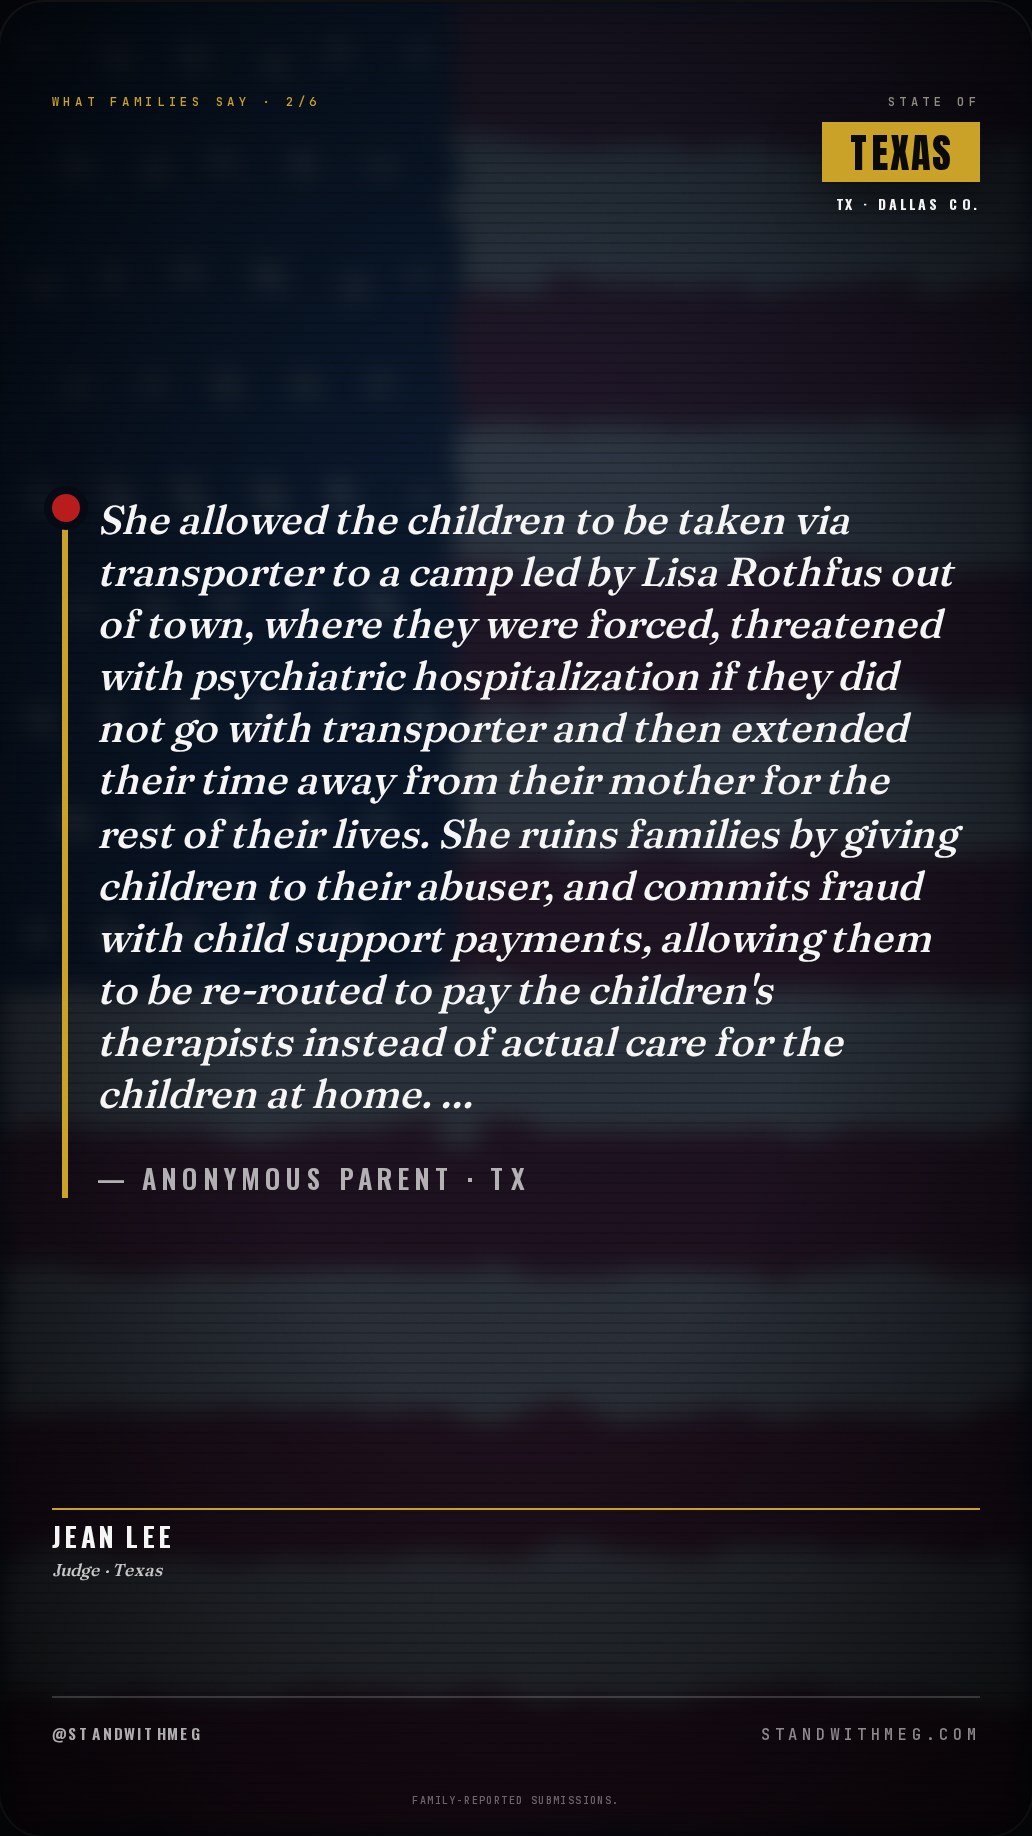 WHAT FAMILIES SAY · 2/6
STATE OF
TEXAS
TX · DALLAS CO.
She allowed the children to be taken via
transporter to a camp led by Lisa Rothfus out
of town, where they were forced, threatened
with psychiatric hospitalization if they did
not go with transporter and then extended
their time away from their mother for the
rest of their lives. She ruins families by giving
children to their abuser, and commits fraud
with child support payments, allowing them
to be re-routed to pay the children's
therapists instead of actual care for the
children at home. ...
— ANONYMOUS PARENT · TX
JEAN LEE
Judge · Texas
@STANDWITHMEG
STANDWITHMEG.COM
FAMILY-REPORTED SUBMISSIONS.